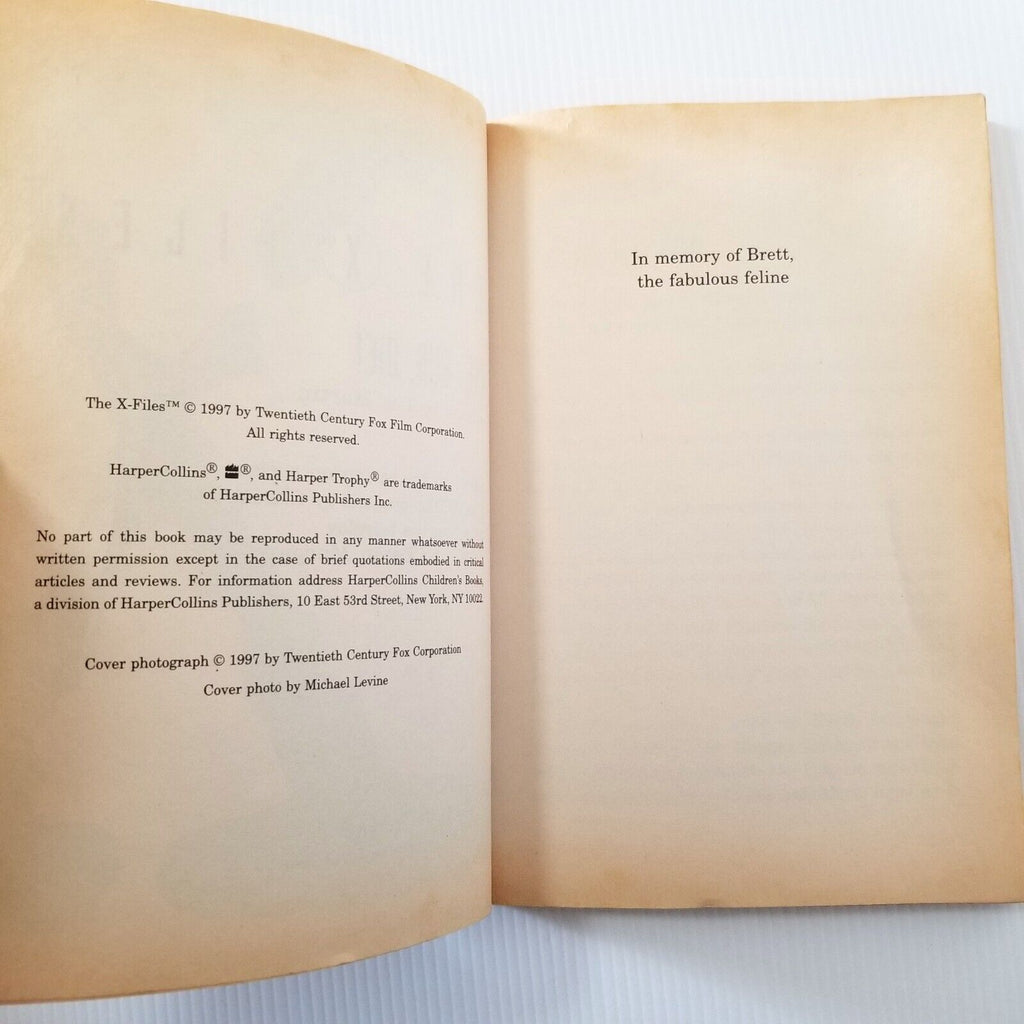 The X-Files™ © 1997 by Twentieth Century Fox Film Corporation.
All rights reserved.
HarperCollins®, ®, and Harper Trophy® are trademarks
of HarperCollins Publishers Inc.
No part of this book may be reproduced in any manner whatsoever without
written permission except in the case of brief quotations embodied in critical
articles and reviews. For information address HarperCollins Children's Books,
a division of HarperCollins Publishers, 10 East 53rd Street, New York, NY 10022.
Cover photograph © 1997 by Twentieth Century Fox Corporation
Cover photo by Michael Levine
In memory of Brett,
the fabulous feline